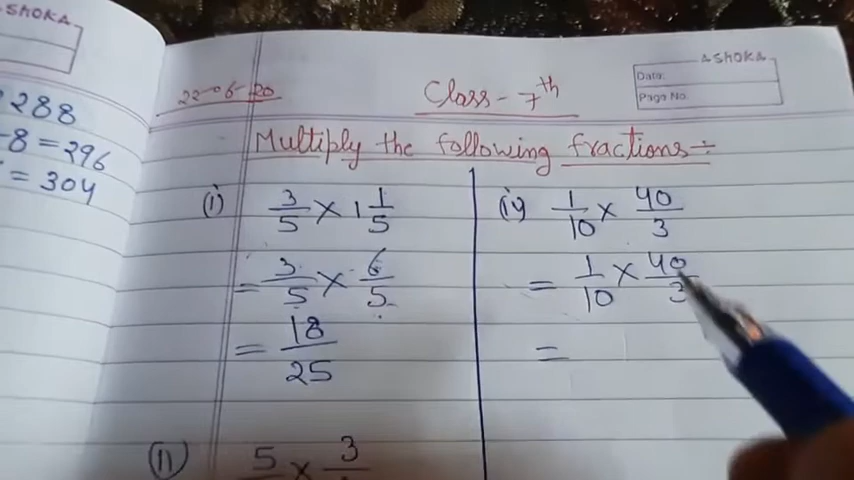 ASHOKA
288
-8 = 296
= 304
22-06-20
Class - 7th
ASHOKA
Date:
Page No.
Multiply the following fractions :-
(i) 3/5 × 1 1/5
= 3/5 × 6/5
= 18/25
(ii) 5 × 3
(iv) 1/10 × 40/3
= 1/10 × 40/3
=